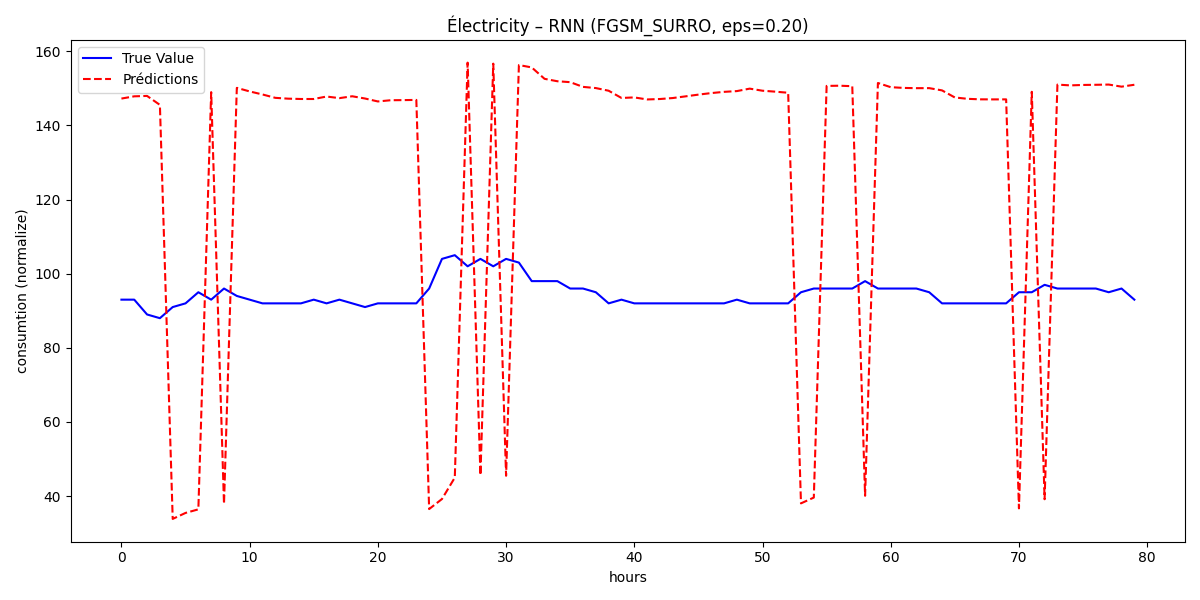 Électricity – RNN (FGSM_SURRO, eps=0.20)
True Value
Prédictions
consumtion (normalize)
160
140
120
100
80
60
40
0 10 20 30 40 50 60 70 80
hours